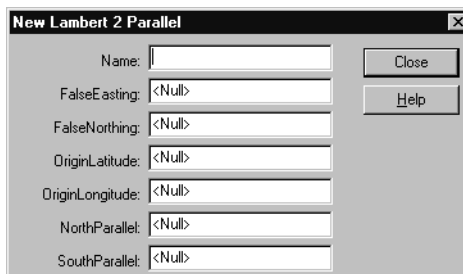 New Lambert 2 Parallel
Name:
Close
FalseEasting: <Null>
Help
FalseNorthing: <Null>
OriginLatitude: <Null>
OriginLongitude: <Null>
NorthParallel: <Null>
SouthParallel: <Null>